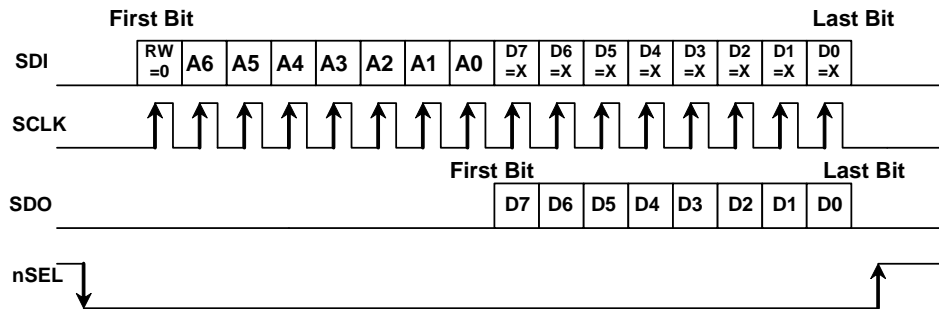 First Bit Last Bit
SDI RW =0 A6 A5 A4 A3 A2 A1 A0 D7 =X D6 =X D5 =X D4 =X D3 =X D2 =X D1 =X D0 =X
SCLK
First Bit Last Bit
SDO D7 D6 D5 D4 D3 D2 D1 D0
nSEL